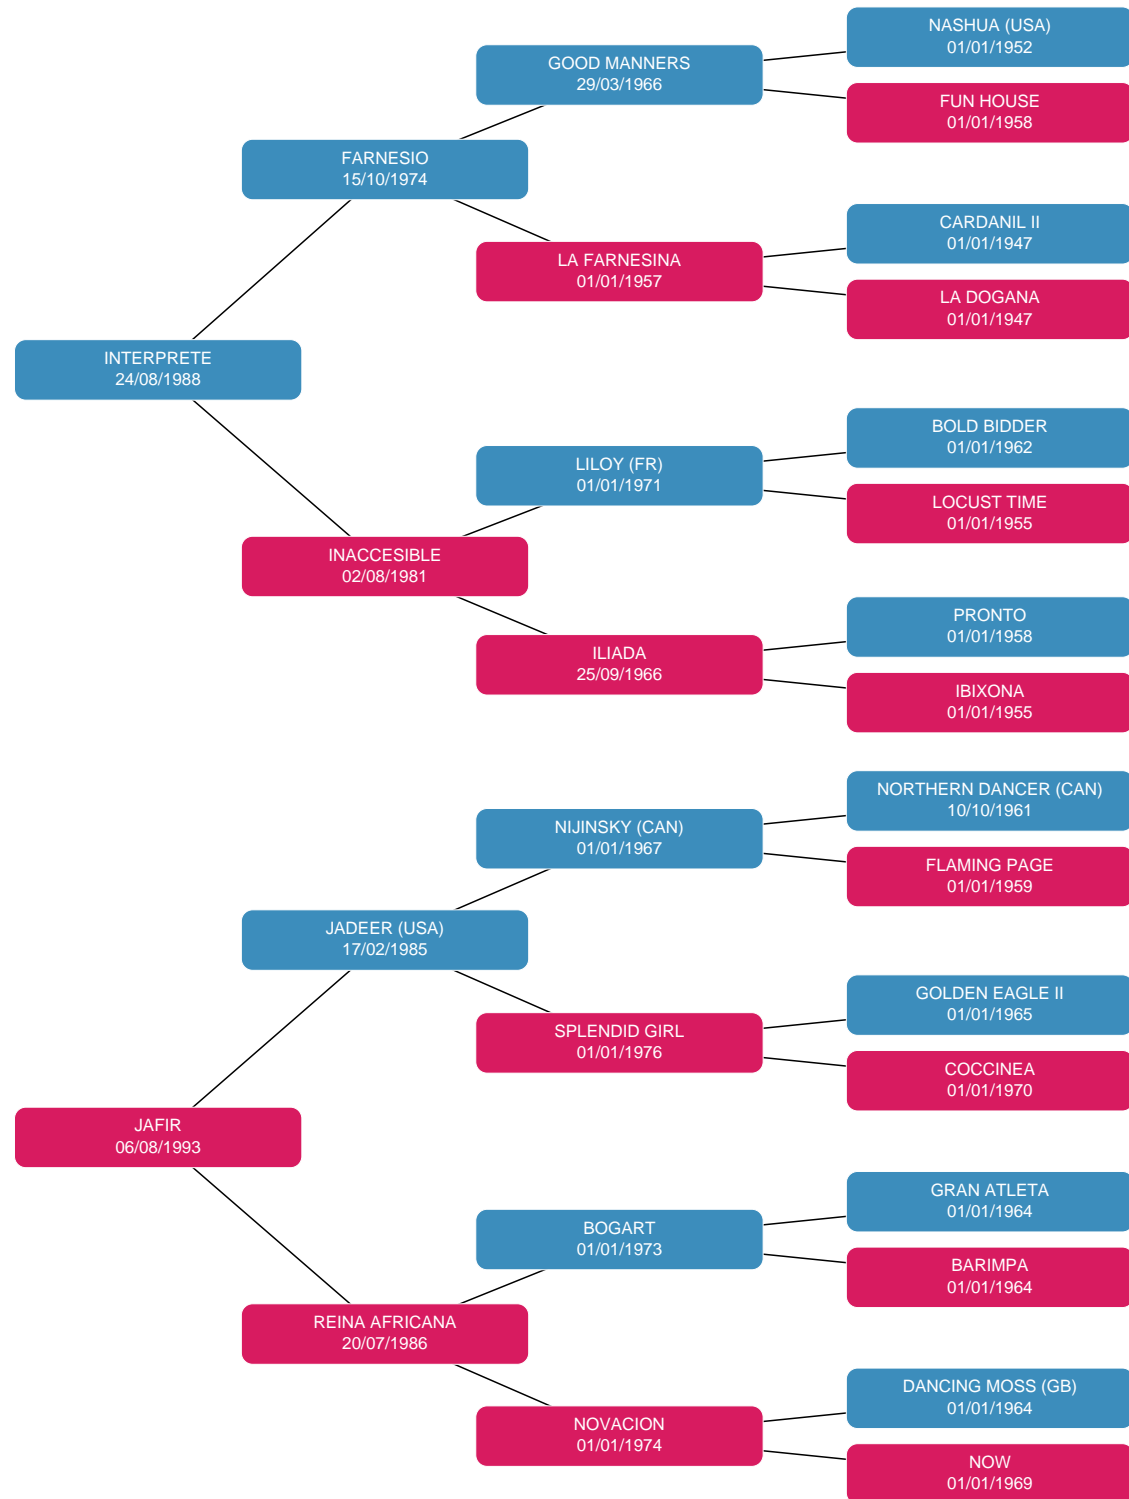 NASHUA (USA)
01/01/1952
GOOD MANNERS
29/03/1966
FUN HOUSE
01/01/1958
FARNESIO
15/10/1974
CARDANIL II
01/01/1947
LA FARNESINA
01/01/1957
LA DOGANA
01/01/1947
INTERPRETE
24/08/1988
BOLD BIDDER
01/01/1962
LILOY (FR)
01/01/1971
LOCUST TIME
01/01/1955
INACCESIBLE
02/08/1981
PRONTO
01/01/1958
ILIADA
25/09/1966
IBIXONA
01/01/1955
NORTHERN DANCER (CAN)
10/10/1961
NIJINSKY (CAN)
01/01/1967
FLAMING PAGE
01/01/1959
JADEER (USA)
17/02/1985
GOLDEN EAGLE II
01/01/1965
SPLENDID GIRL
01/01/1976
COCCINEA
01/01/1970
JAFIR
06/08/1993
GRAN ATLETA
01/01/1964
BOGART
01/01/1973
BARIMPA
01/01/1964
REINA AFRICANA
20/07/1986
DANCING MOSS (GB)
01/01/1964
NOVACION
01/01/1974
NOW
01/01/1969